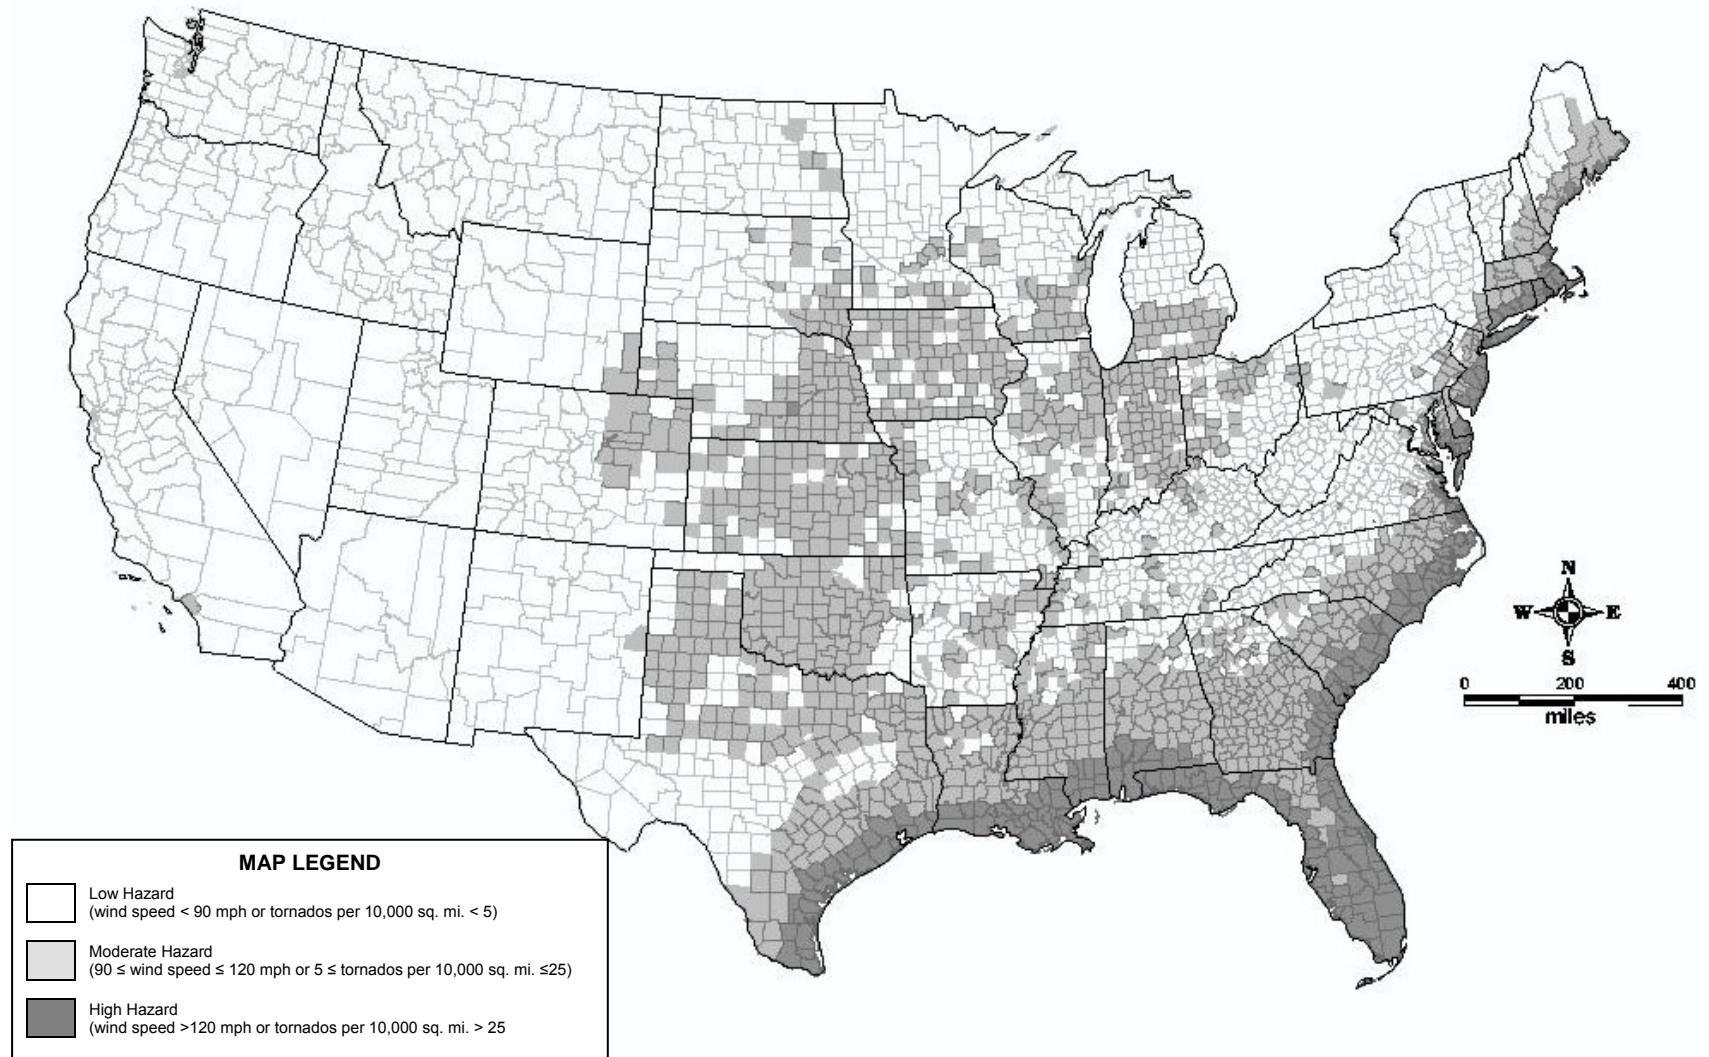 N
W E
S
0 200 400
miles
MAP LEGEND
Low Hazard
(wind speed < 90 mph or tornados per 10,000 sq. mi. < 5)
Moderate Hazard
(90 ≤ wind speed ≤ 120 mph or 5 ≤ tornados per 10,000 sq. mi. ≤25)
High Hazard
(wind speed >120 mph or tornados per 10,000 sq. mi. > 25